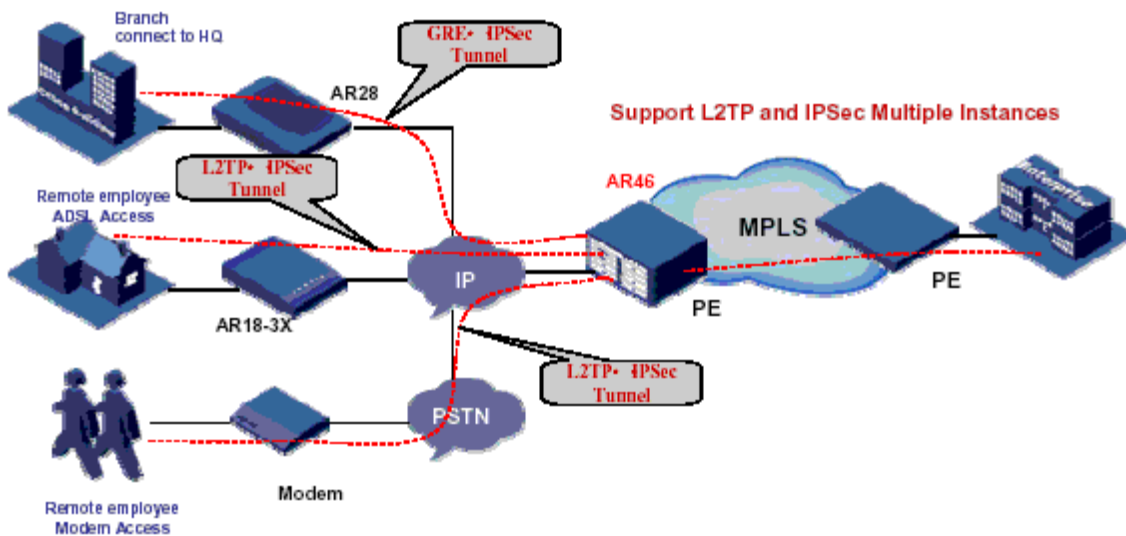 Branch
connect to HQ
GRE• IPSec
Tunnel
AR28
Support L2TP and IPSec Multiple Instances
L2TP• IPSec
Tunnel
AR46
enterprise
Remote employee
ADSL Access
MPLS
IP
PE
PE
AR18-3X
L2TP• IPSec
Tunnel
PSTN
Modem
Remote employee
Modem Access